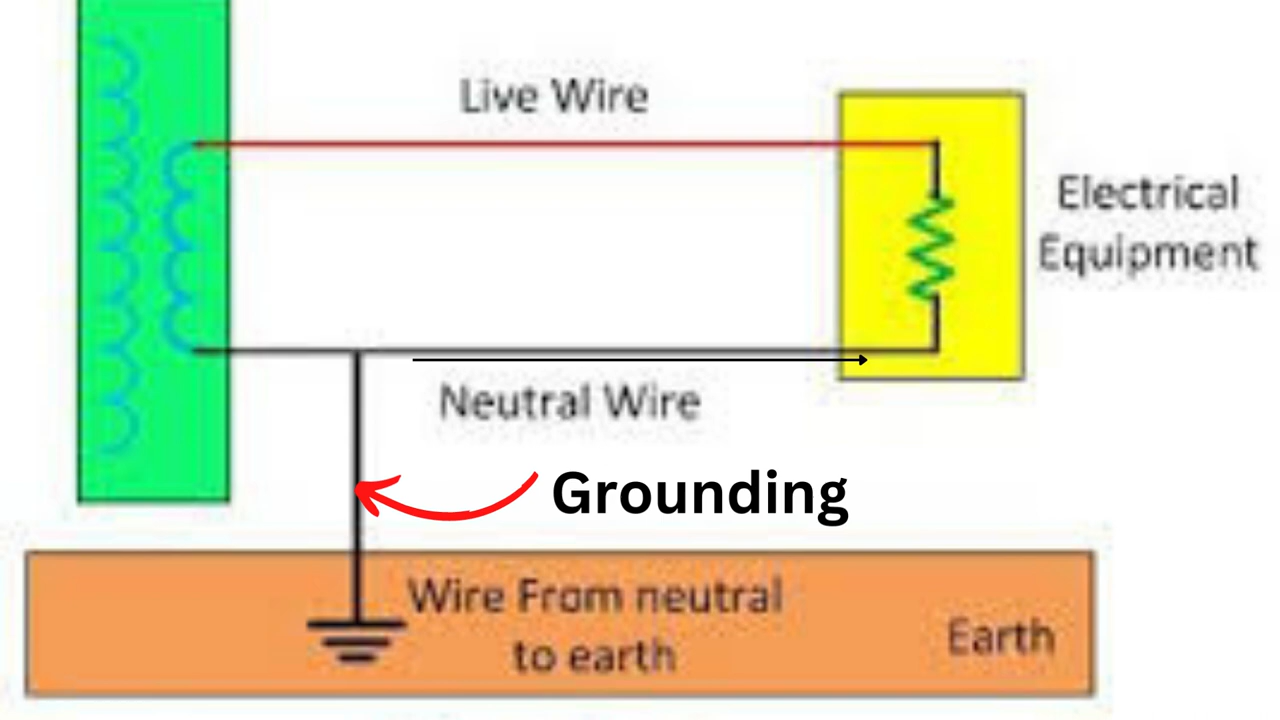 Live Wire
Electrical
Equipment
Neutral Wire
Grounding
Wire From neutral
to earth
Earth